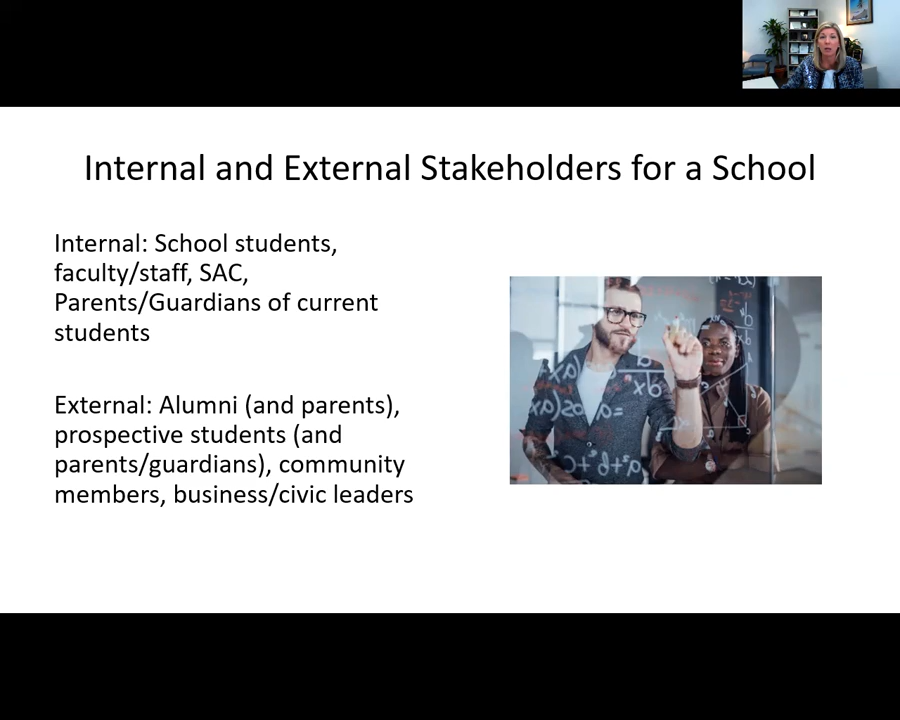 Internal and External Stakeholders for a School
Internal: School students,
faculty/staff, SAC,
Parents/Guardians of current
students
External: Alumni (and parents),
prospective students (and
parents/guardians), community
members, business/civic leaders